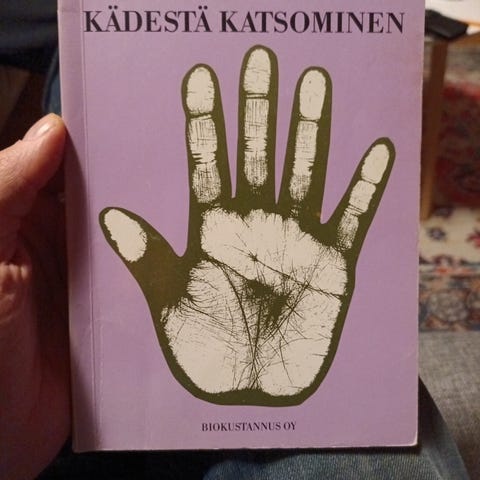 KÄDESTÄ KATSOMINEN
BIOKUSTANNUS OY